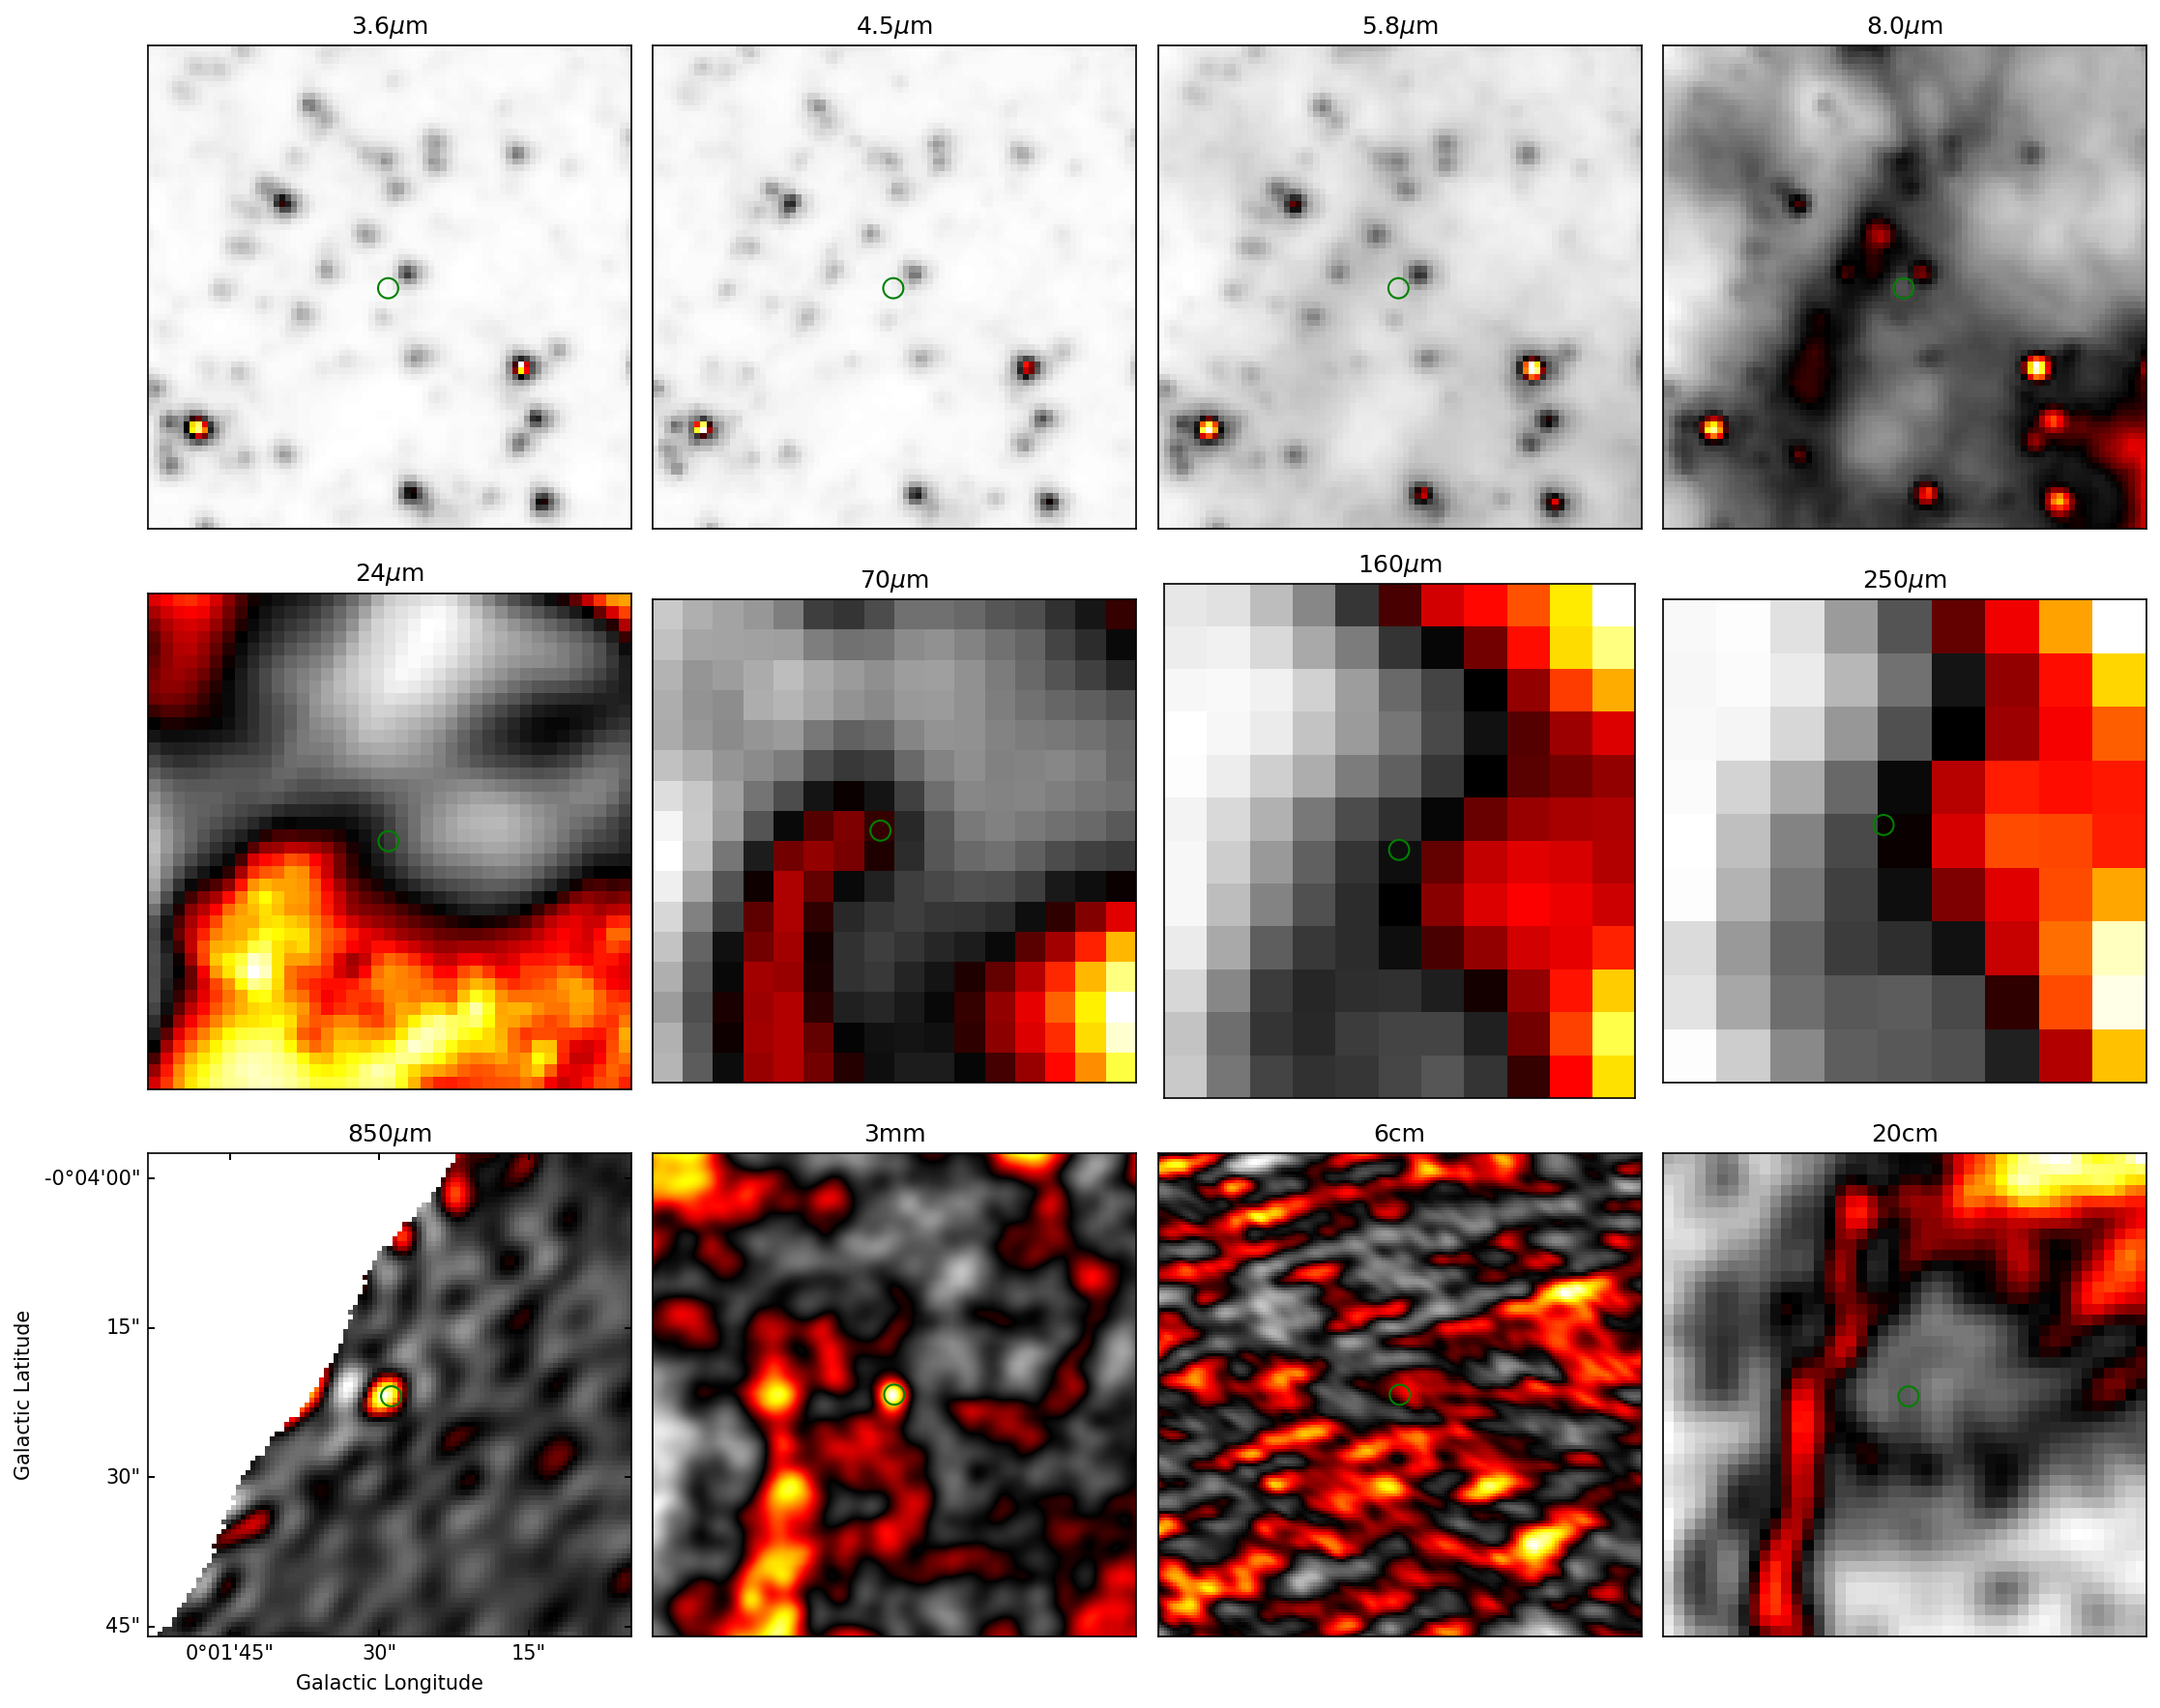 3.6μm 4.5μm 5.8μm 8.0μm
24μm 70μm 160μm 250μm
850μm 3mm 6cm 20cm
-0°04'00"
15"
30"
45"
Galactic Latitude
0°01'45" 30" 15"
Galactic Longitude